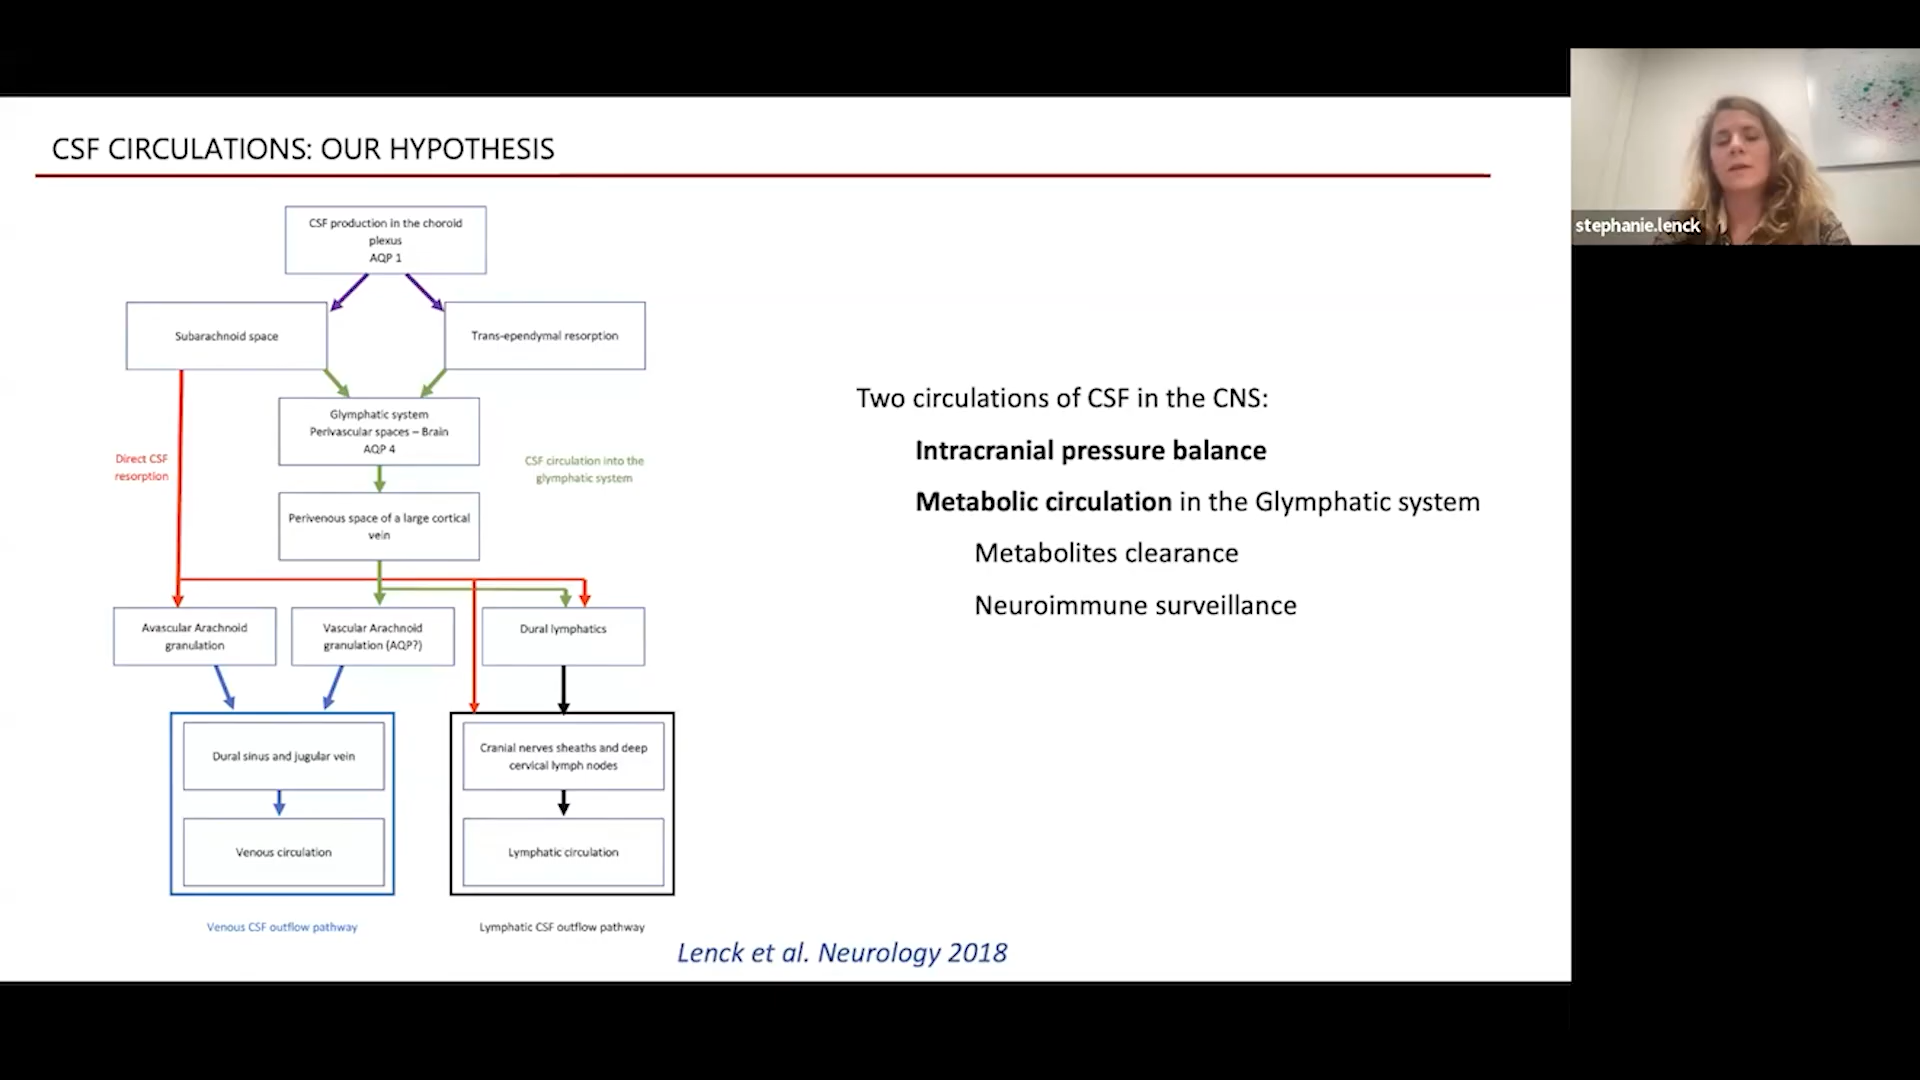 CSF CIRCULATIONS: OUR HYPOTHESIS
stephanie.lenck
CSF production in the choroid
plexus
AQP 1
Subarachnoid space
Trans-ependymal resorption
Glymphatic system
Perivascular spaces – Brain
AQP 4
Direct CSF
resorption
CSF circulation into the
glymphatic system
Perivenous space of a large cortical
vein
Avascular Arachnoid
granulation
Vascular Arachnoid
granulation (AQP?)
Dural lymphatics
Dural sinus and jugular vein
Cranial nerves sheaths and deep
cervical lymph nodes
Venous circulation
Lymphatic circulation
Venous CSF outflow pathway
Lymphatic CSF outflow pathway
Two circulations of CSF in the CNS:
Intracranial pressure balance
Metabolic circulation in the Glymphatic system
Metabolites clearance
Neuroimmune surveillance
Lenck et al. Neurology 2018